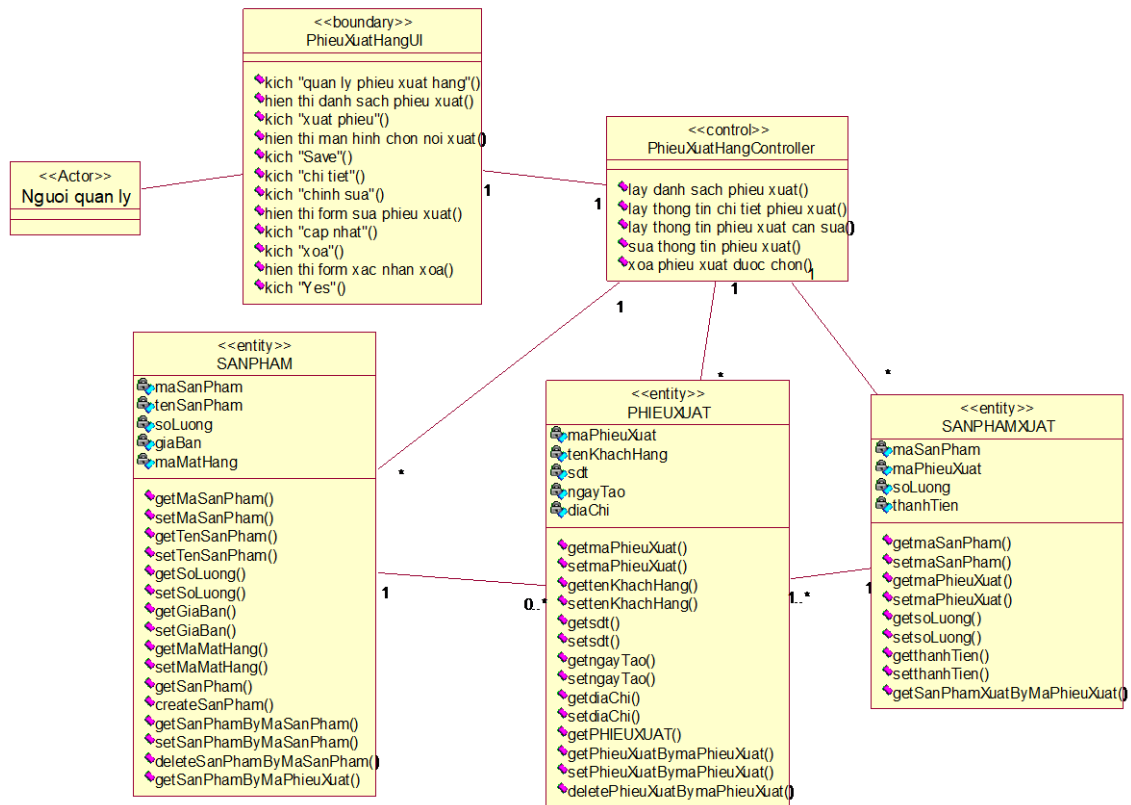 <<boundary>>
PhieuXuatHangUI
kich "quan ly phieu xuat hang"()
hien thi danh sach phieu xuat()
kich "xuat phieu"()
hien thi man hinh chon noi xuat()
kich "Save"()
kich "chi tiet"()
kich "chinh sua"()
hien thi form sua phieu xuat()
kich "cap nhat"()
kich "xoa"()
hien thi form xac nhan xoa()
kich "Yes"()
<<Actor>>
Nguoi quan ly
1
1
<<control>>
PhieuXuatHangController
lay danh sach phieu xuat()
lay thong tin chi tiet phieu xuat()
lay thong tin phieu xuat can sua()
sua thong tin phieu xuat()
xoa phieu xuat duoc chon()
1
1
1
*
*
*
<<entity>>
SANPHAM
maSanPham
tenSanPham
soLuong
giaBan
maMatHang
getMaSanPham()
setMaSanPham()
getTenSanPham()
setTenSanPham()
getSoLuong()
setSoLuong()
getGiaBan()
setGiaBan()
getMaMatHang()
setMaMatHang()
getSanPham()
createSanPham()
getSanPhamByMaSanPham()
setSanPhamByMaSanPham()
deleteSanPhamByMaSanPham()
getSanPhamByMaPhieuXuat()
1
0..*
<<entity>>
PHIEUXUAT
maPhieuXuat
tenKhachHang
sdt
ngayTao
diaChi
getmaPhieuXuat()
setmaPhieuXuat()
gettenKhachHang()
settenKhachHang()
getsdt()
setsdt()
getngayTao()
setngayTao()
getdiaChi()
setdiaChi()
getPHIEUXUAT()
getPhieuXuatBymaPhieuXuat()
setPhieuXuatBymaPhieuXuat()
deletePhieuXuatBymaPhieuXuat()
1..*
1
<<entity>>
SANPHAMXUAT
maSanPham
maPhieuXuat
soLuong
thanhTien
getmaSanPham()
setmaSanPham()
getmaPhieuXuat()
setmaPhieuXuat()
getsoLuong()
setsoLuong()
getthanhTien()
setthanhTien()
getSanPhamXuatByMaPhieuXuat()